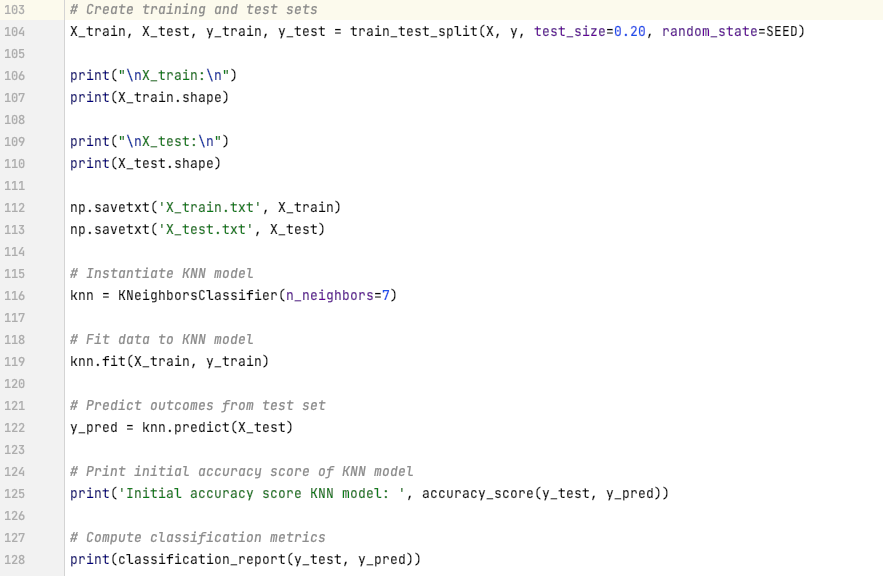 103 # Create training and test sets
104 X_train, X_test, y_train, y_test = train_test_split(X, y, test_size=0.20, random_state=SEED)
105
106 print("\nX_train:\n")
107 print(X_train.shape)
108
109 print("\nX_test:\n")
110 print(X_test.shape)
111
112 np.savetxt('X_train.txt', X_train)
113 np.savetxt('X_test.txt', X_test)
114
115 # Instantiate KNN model
116 knn = KNeighborsClassifier(n_neighbors=7)
117
118 # Fit data to KNN model
119 knn.fit(X_train, y_train)
120
121 # Predict outcomes from test set
122 y_pred = knn.predict(X_test)
123
124 # Print initial accuracy score of KNN model
125 print('Initial accuracy score KNN model: ', accuracy_score(y_test, y_pred))
126
127 # Compute classification metrics
128 print(classification_report(y_test, y_pred))